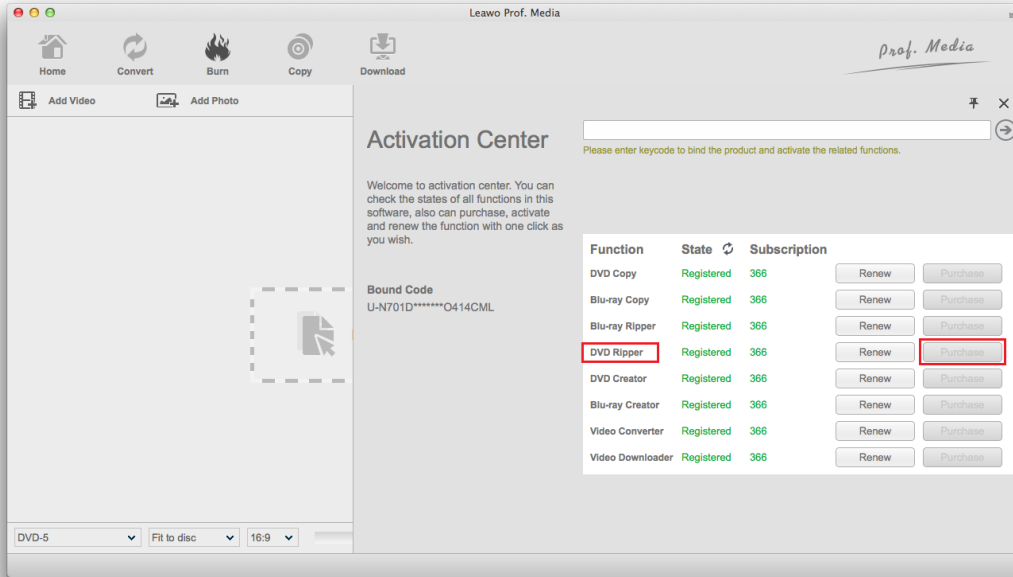 Leawo Prof. Media
Home
Convert
Burn
Copy
Download
Prof. Media
Add Video
Add Photo
Activation Center
Please enter keycode to bind the product and activate the related functions.
Welcome to activation center. You can
check the states of all functions in this
software, also can purchase, activate
and renew the function with one click as
you wish.
Bound Code
U-N701D*******O414CML
Function State Subscription
DVD Copy Registered 366 Renew Purchase
Blu-ray Copy Registered 366 Renew Purchase
Blu-ray Ripper Registered 366 Renew Purchase
DVD Ripper Registered 366 Renew Purchase
DVD Creator Registered 366 Renew Purchase
Blu-ray Creator Registered 366 Renew Purchase
Video Converter Registered 366 Renew Purchase
Video Downloader Registered 366 Renew Purchase
DVD-5
Fit to disc
16:9